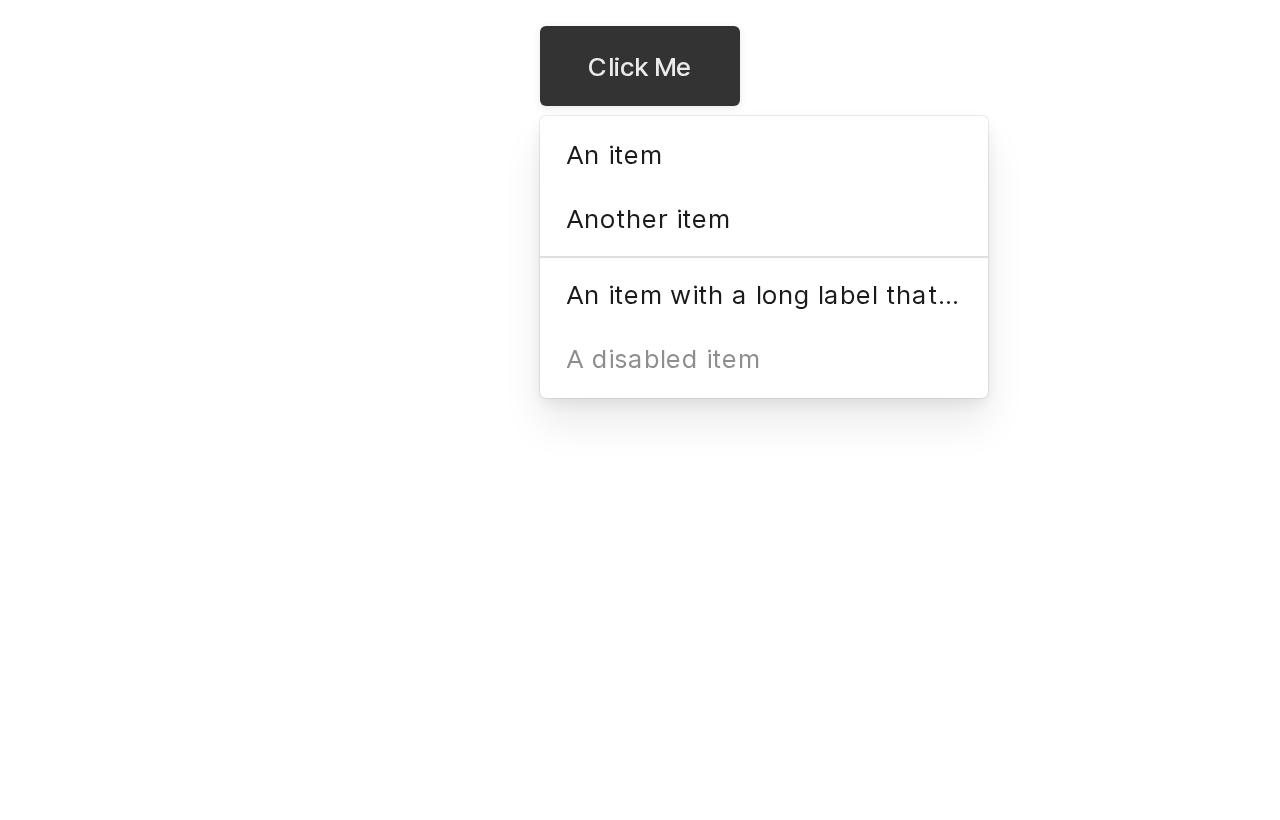 Click Me
An item
Another item
An item with a long label that...
A disabled item